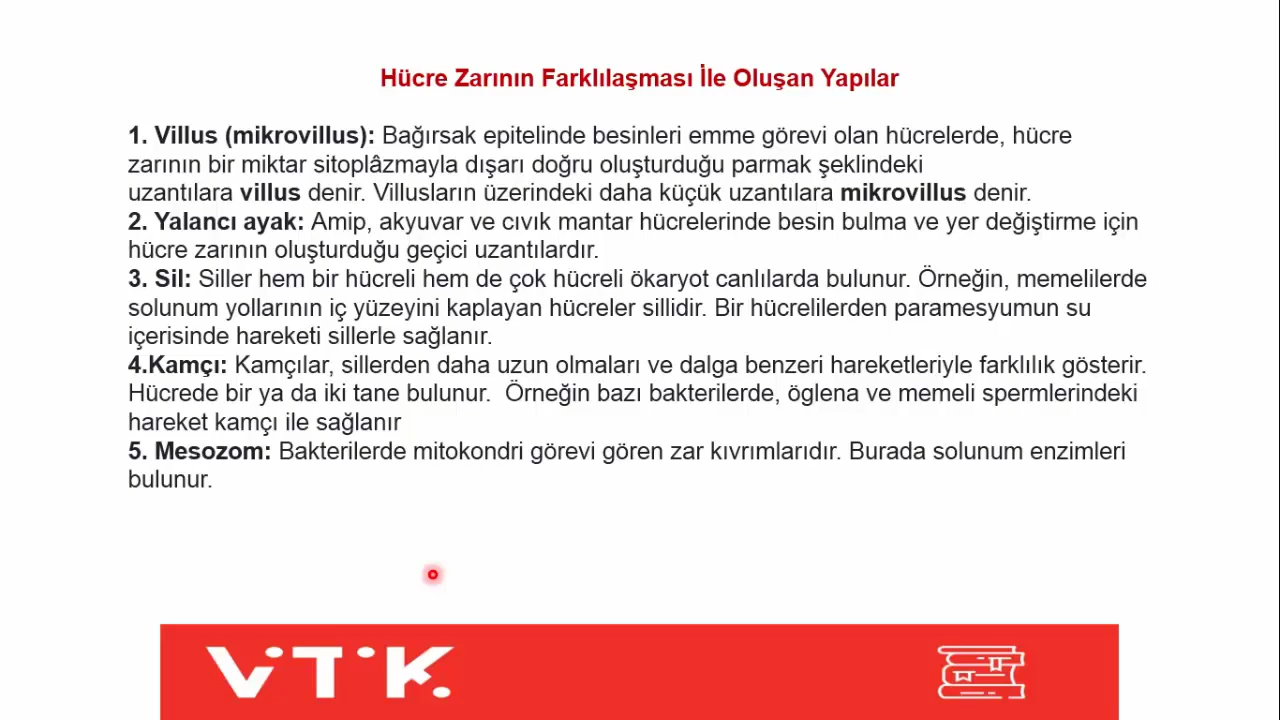 Hücre Zarının Farklılaşması İle Oluşan Yapılar
1. Villus (mikrovillus): Bağırsak epitelinde besinleri emme görevi olan hücrelerde, hücre
zarının bir miktar sitoplâzmayla dışarı doğru oluşturduğu parmak şeklindeki
uzantılara villus denir. Villusların üzerindeki daha küçük uzantılara mikrovillus denir.
2. Yalancı ayak: Amip, akyuvar ve cıvık mantar hücrelerinde besin bulma ve yer değiştirme için
hücre zarının oluşturduğu geçici uzantılardır.
3. Sil: Siller hem bir hücreli hem de çok hücreli ökaryot canlılarda bulunur. Örneğin, memelilerde
solunum yollarının iç yüzeyini kaplayan hücreler sillidir. Bir hücrelilerden paramesyumun su
içerisinde hareketi sillerle sağlanır.
4.Kamçı: Kamçılar, sillerden daha uzun olmaları ve dalga benzeri hareketleriyle farklılık gösterir.
Hücrede bir ya da iki tane bulunur.  Örneğin bazı bakterilerde, öglena ve memeli spermlerindeki
hareket kamçı ile sağlanır
5. Mesozom: Bakterilerde mitokondri görevi gören zar kıvrımlarıdır. Burada solunum enzimleri
bulunur.
ViTiK.